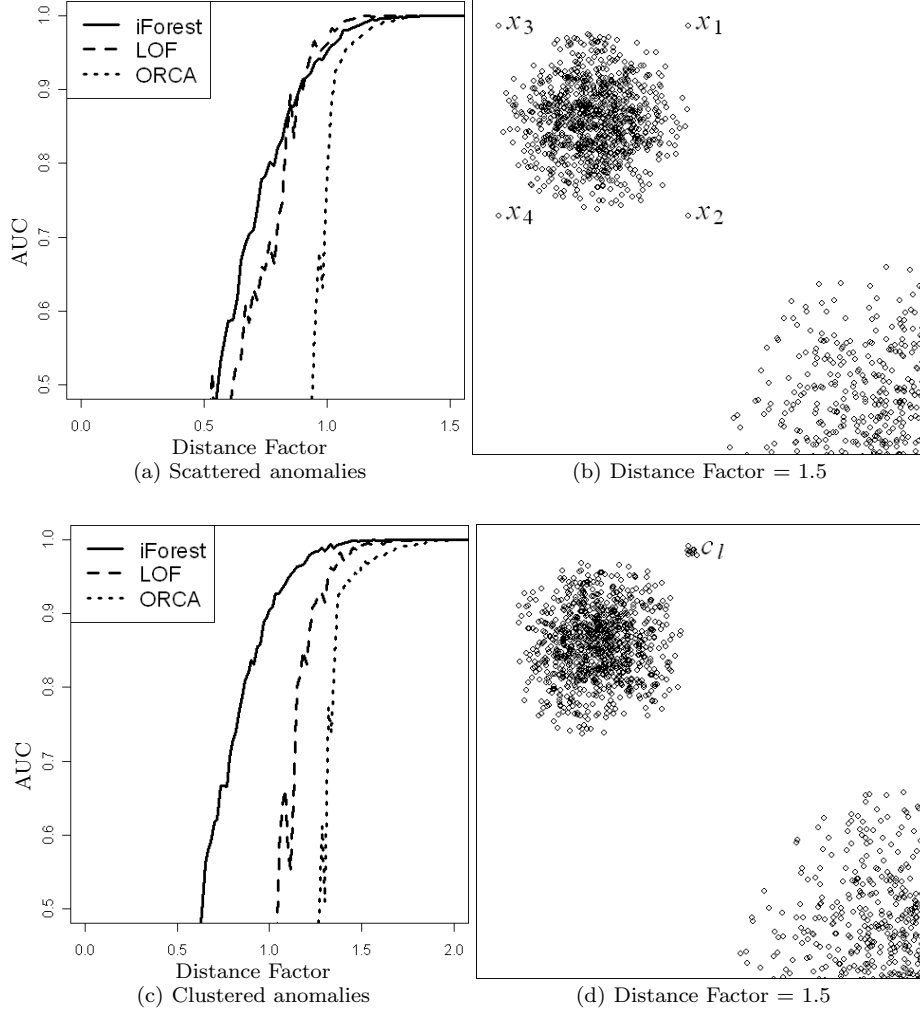 iForest
LOF
ORCA
AUC
0.5 0.6 0.7 0.8 0.9 1.0
0.0 0.5 1.0 1.5
Distance Factor
(a) Scattered anomalies
x3 x1
x4 x2
(b) Distance Factor = 1.5
iForest
LOF
ORCA
AUC
0.5 0.6 0.7 0.8 0.9 1.0
0.0 0.5 1.0 1.5 2.0
Distance Factor
(c) Clustered anomalies
cl
(d) Distance Factor = 1.5